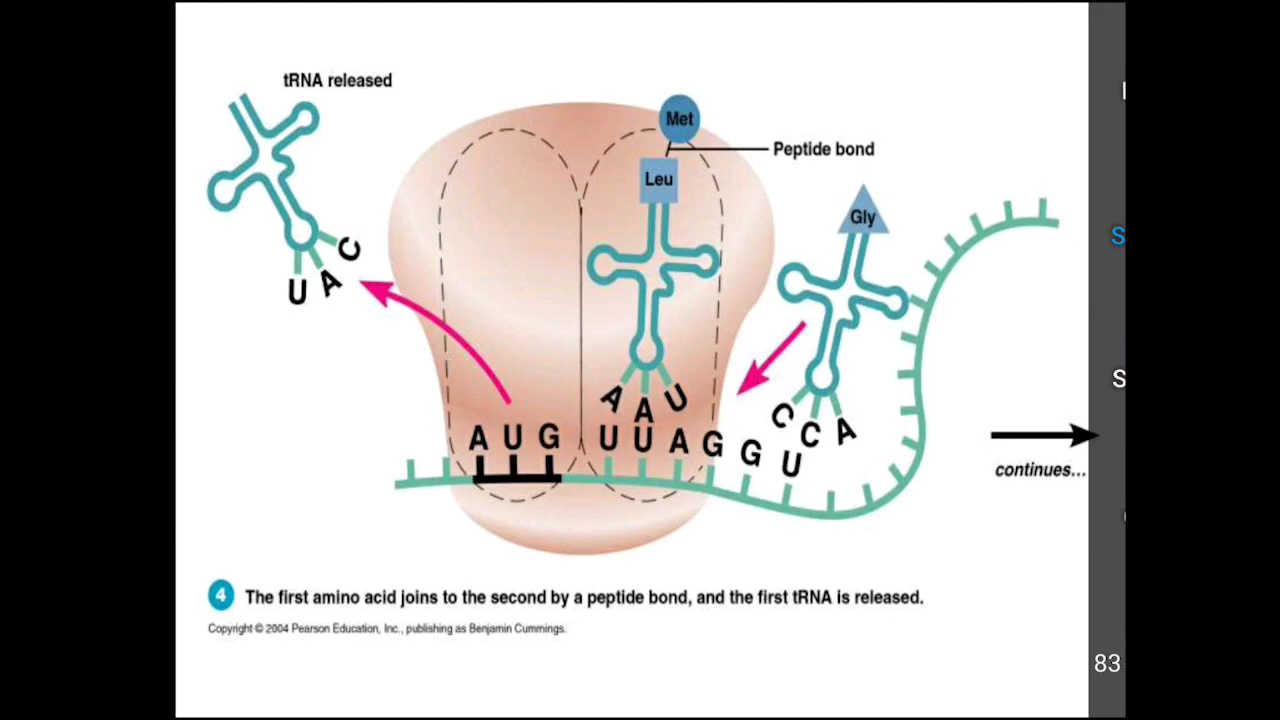 tRNA released
Met
Peptide bond
Leu
Gly
U A C
A A U
C C A
A U G U U A G G U
continues...
4 The first amino acid joins to the second by a peptide bond, and the first tRNA is released.
Copyright © 2004 Pearson Education, Inc., publishing as Benjamin Cummings.
S
S
83